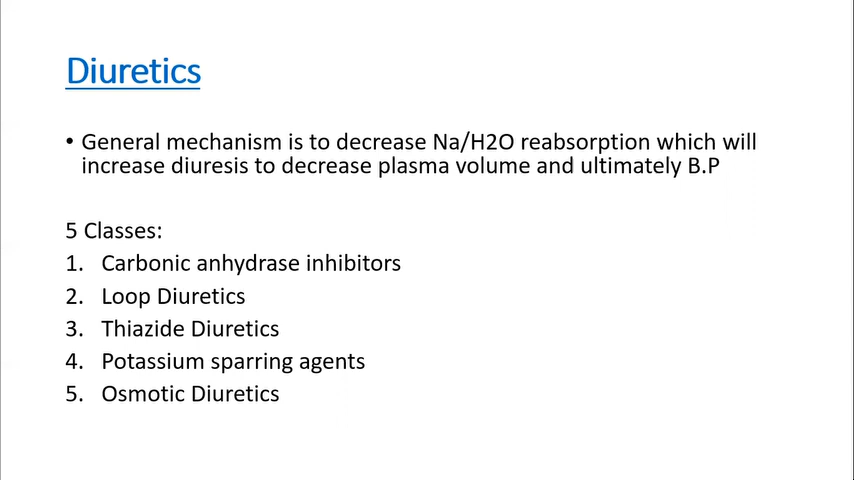 Diuretics
• General mechanism is to decrease Na/H2O reabsorption which will
increase diuresis to decrease plasma volume and ultimately B.P
5 Classes:
1. Carbonic anhydrase inhibitors
2. Loop Diuretics
3. Thiazide Diuretics
4. Potassium sparring agents
5. Osmotic Diuretics